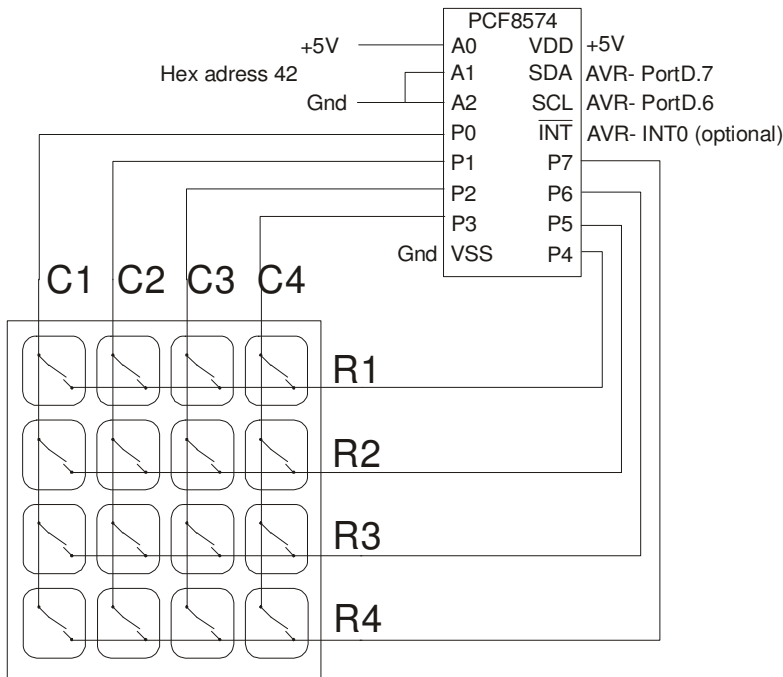 PCF8574
+5V A0 VDD +5V
Hex adress 42 A1 SDA AVR- PortD.7
Gnd A2 SCL AVR- PortD.6
P0 INT AVR- INT0 (optional)
P1 P7
P2 P6
P3 P5
Gnd VSS P4
C1 C2 C3 C4
R1
R2
R3
R4